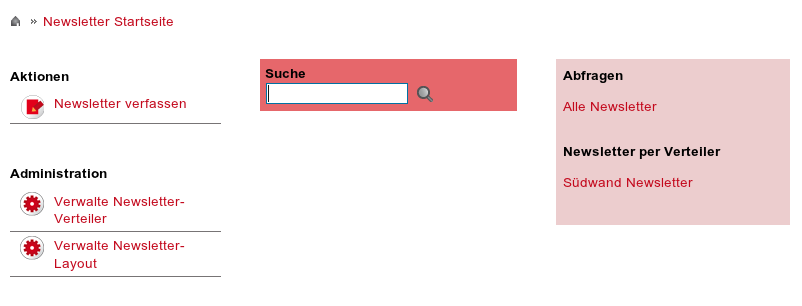 » Newsletter Startseite
Aktionen
Newsletter verfassen
Administration
Verwalte Newsletter-
Verteiler
Verwalte Newsletter-
Layout
Suche
Abfragen
Alle Newsletter
Newsletter per Verteiler
Südwand Newsletter